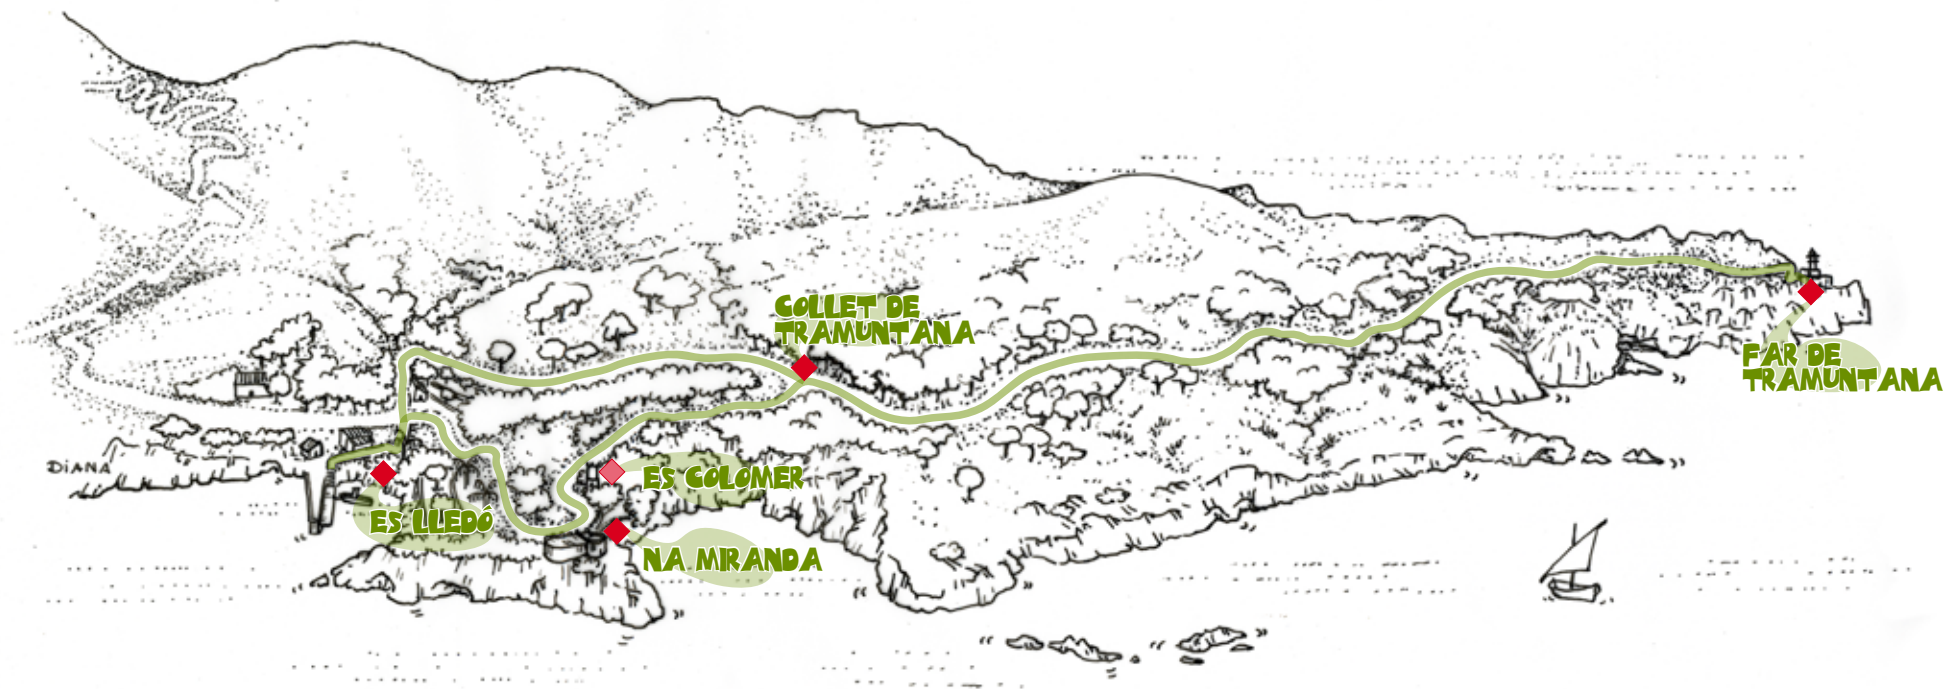 COLLET DE
TRAMUNTANA
FAR DE
TRAMUNTANA
DiANA
ES COLOMER
ES LLEDÓ
NA MIRANDA